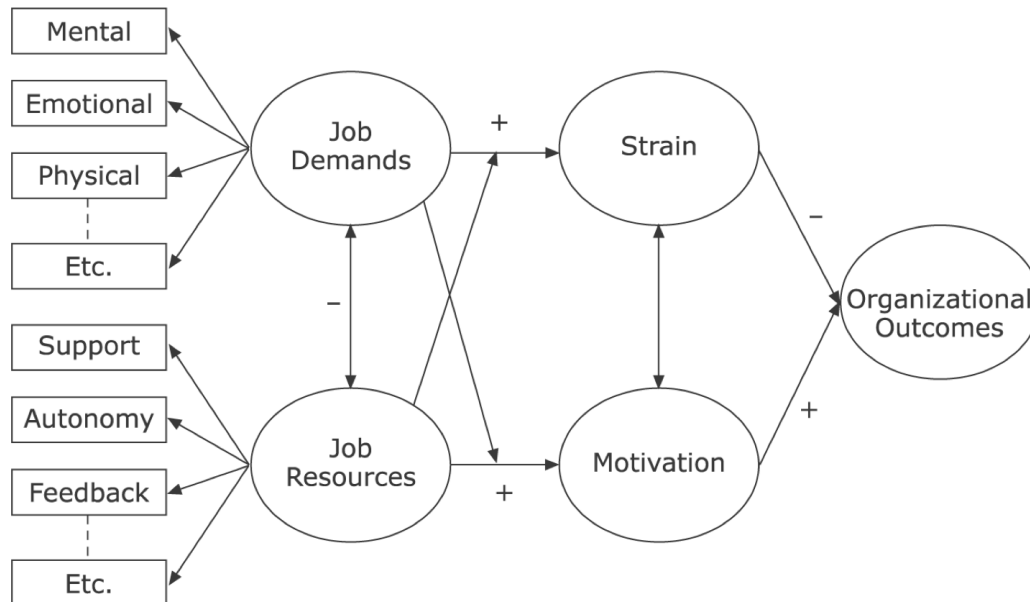 Mental
Emotional
Physical
Etc.
Support
Autonomy
Feedback
Etc.
Job
Demands
Job
Resources
+
–
+
Strain
Motivation
–
+
Organizational
Outcomes